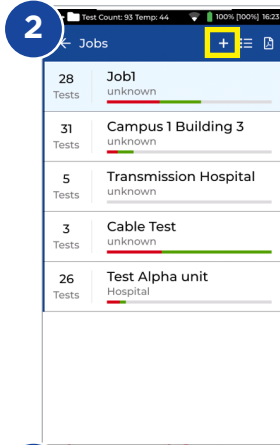 2
Test Count: 93 Temp: 44 100% [100%] 16:23
Jobs
28 Tests
Job1
unknown
31 Tests
Campus 1 Building 3
unknown
5 Tests
Transmission Hospital
unknown
3 Tests
Cable Test
unknown
26 Tests
Test Alpha unit
Hospital